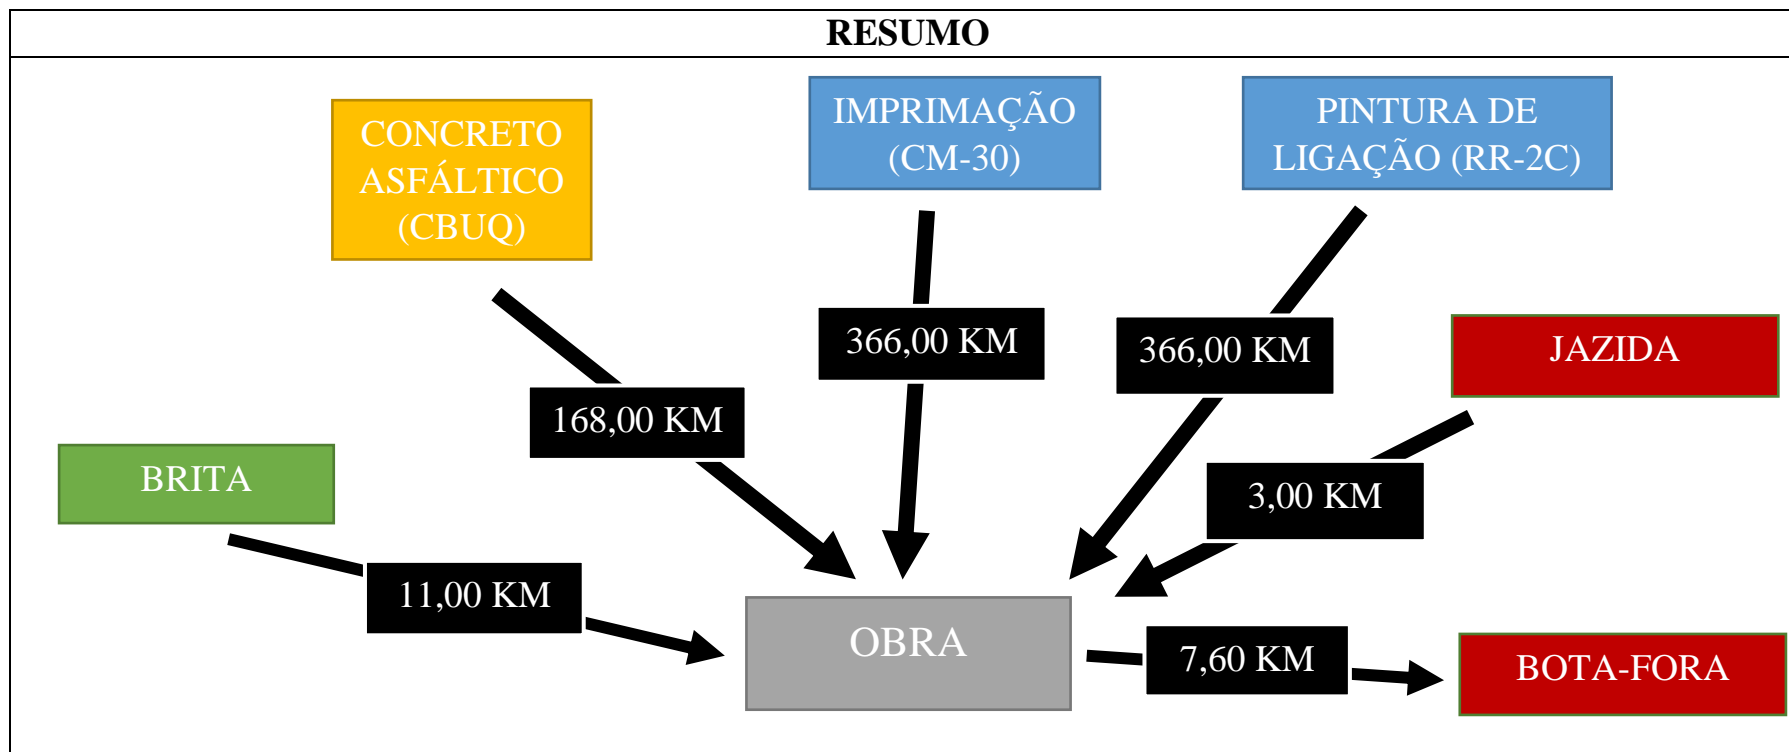 RESUMO
CONCRETO
ASFÁLTICO
(CBUQ)
IMPRIMAÇÃO
(CM-30)
PINTURA DE
LIGAÇÃO (RR-2C)
366,00 KM
366,00 KM
JAZIDA
168,00 KM
BRITA
3,00 KM
11,00 KM
OBRA
7,60 KM
BOTA-FORA